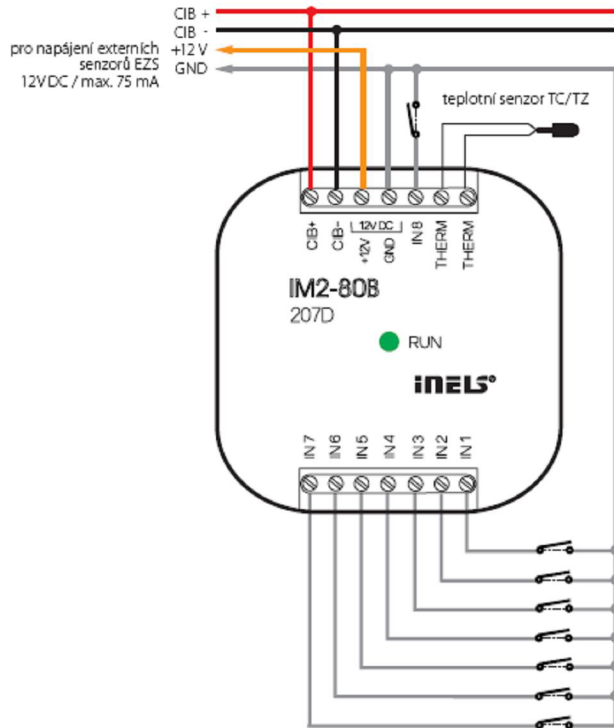 CIB +
CIB -
pro napájení externích
senzorů EZS
12V DC / max. 75 mA
+12 V
GND
teplotní senzor TC/TZ
CIB+
CIB-
12V DC
+12V
GND
IN8
THERM
THERM
IM2-80B
207D
RUN
iNELS®
IN7
IN6
IN5
IN4
IN3
IN2
IN1